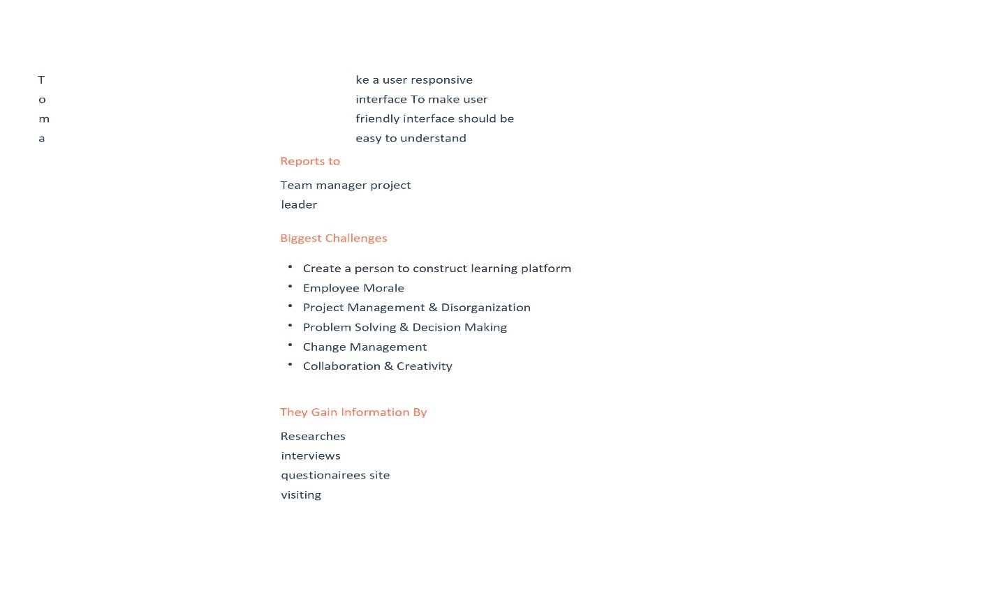 T
o
m
a
ke a user responsive
interface To make user
friendly interface should be
easy to understand
Reports to
Team manager project
leader
Biggest Challenges
• Create a person to construct learning platform
• Employee Morale
• Project Management & Disorganization
• Problem Solving & Decision Making
• Change Management
• Collaboration & Creativity
They Gain Information By
Researches
interviews
questionairees site
visiting